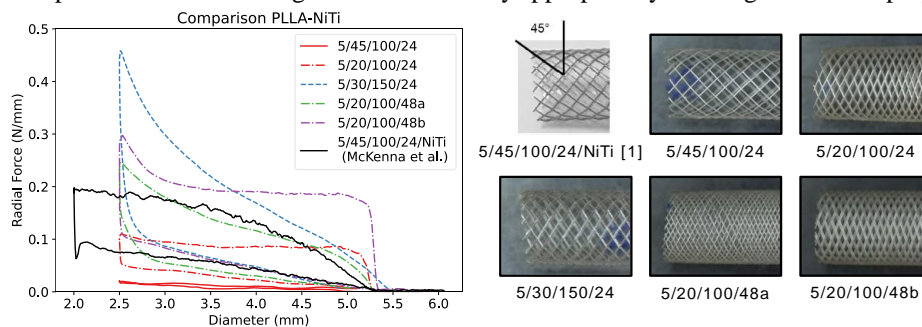 Comparison PLLA-NiTi
Radial Force (N/mm)
0.5
0.4
0.3
0.2
0.1
0.0
5/45/100/24
5/20/100/24
5/30/150/24
5/20/100/48a
5/20/100/48b
5/45/100/24/NiTi
(McKenna et al.)
2.0 2.5 3.0 3.5 4.0 4.5 5.0 5.5 6.0
Diameter (mm)
45°
5/45/100/24/NiTi [1] 5/45/100/24 5/20/100/24
5/30/150/24 5/20/100/48a 5/20/100/48b